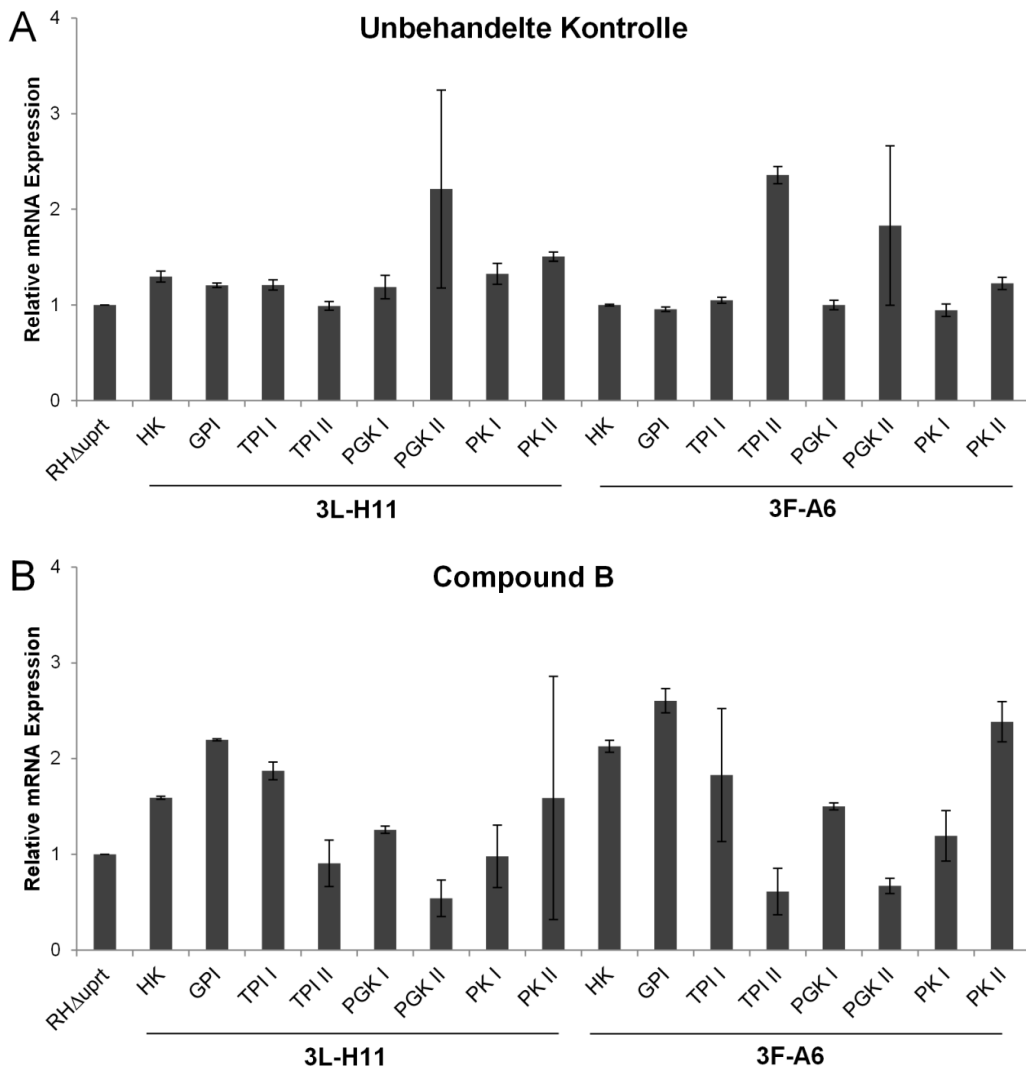 A
Unbehandelte Kontrolle
Relative mRNA Expression
4
3
2
1
0
RHΔuprt
HK
GPI
TPI I
TPI II
PGK I
PGK II
PK I
PK II
HK
GPI
TPI I
TPI II
PGK I
PGK II
PK I
PK II
3L-H11
3F-A6
B
Compound B
Relative mRNA Expression
4
3
2
1
0
RHΔuprt
HK
GPI
TPI I
TPI II
PGK I
PGK II
PK I
PK II
HK
GPI
TPI I
TPI II
PGK I
PGK II
PK I
PK II
3L-H11
3F-A6